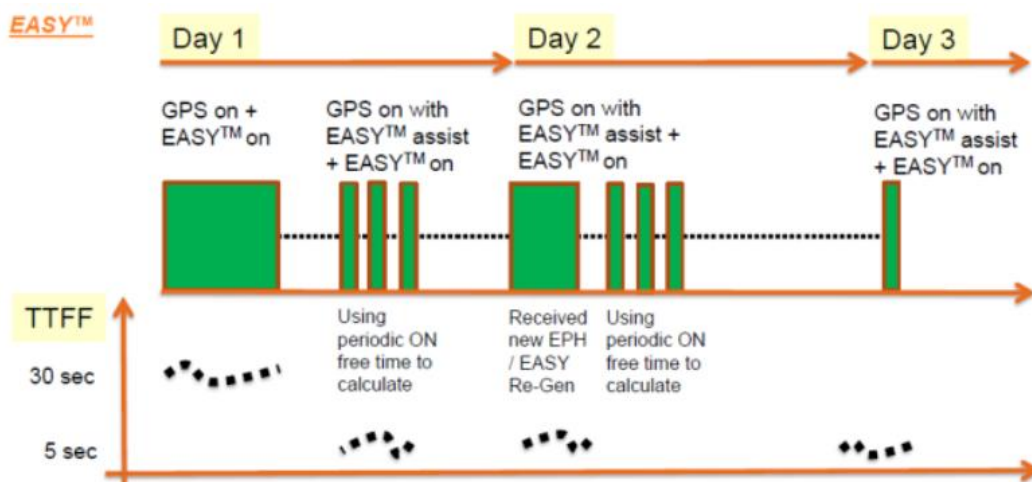 EASY™
Day 1
Day 2
Day 3
GPS on +
EASY™ on
GPS on with
EASY™ assist
+ EASY™ on
GPS on with
EASY™ assist +
EASY™ on
GPS on with
EASY™ assist
+ EASY™ on
TTFF
30 sec
5 sec
Using
periodic ON
free time to
calculate
Received
new EPH
/ EASY
Re-Gen
Using
periodic ON
free time to
calculate